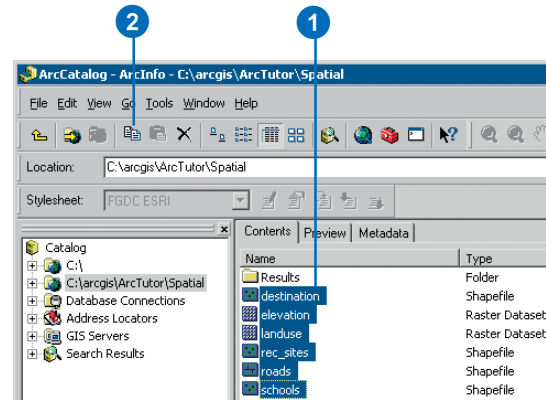 2 1
ArcCatalog - ArcInfo - C:\arcgis\ArcTutor\Spatial
File Edit View Go Tools Window Help
Location: C:\arcgis\ArcTutor\Spatial
Stylesheet: FGDC ESRI
Contents Preview Metadata
Catalog
C:\
C:\arcgis\ArcTutor\Spatial
Database Connections
Address Locators
GIS Servers
Search Results
Name Type
Results Folder
destination Shapefile
elevation Raster Dataset
landuse Raster Dataset
rec_sites Shapefile
roads Shapefile
schools Shapefile